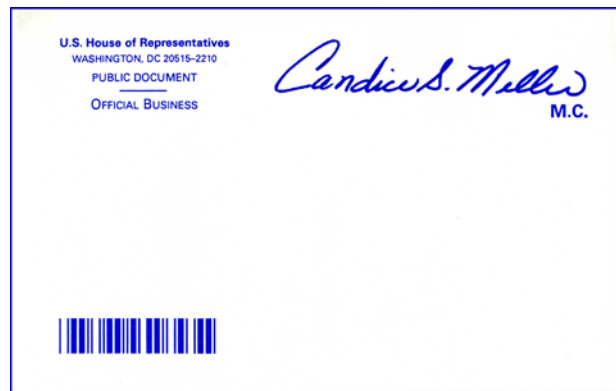 U.S. House of Representatives
WASHINGTON, DC 20515–2210
PUBLIC DOCUMENT
OFFICIAL BUSINESS
Candice S. Miller
M.C.